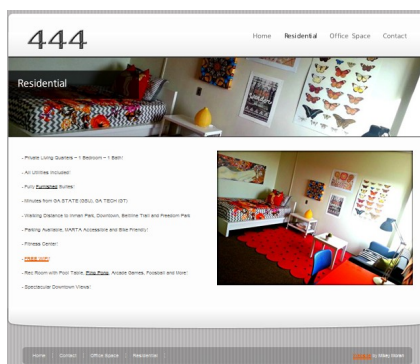 444
Home Residential Office Space Contact
Residential
- Private Living Quarters ~ 1 Bedroom ~ 1 Bath!
- All Utilities Included!
- Fully Furnished Suites!
- Minutes from GA STATE (GSU), GA TECH (GT)
- Walking Distance to Inman Park, Downtown, Beltline Trail and Freedom Park
- Parking Available, MARTA Accessible and Bike Friendly!
- Fitness Center!
- FREE WiFi!
- Rec Room with Pool Table, Ping Pong, Arcade Games, Foosball and More!
- Spectacular Downtown Views!
Home | Contact | Office Space | Residential
by Mikey Moran